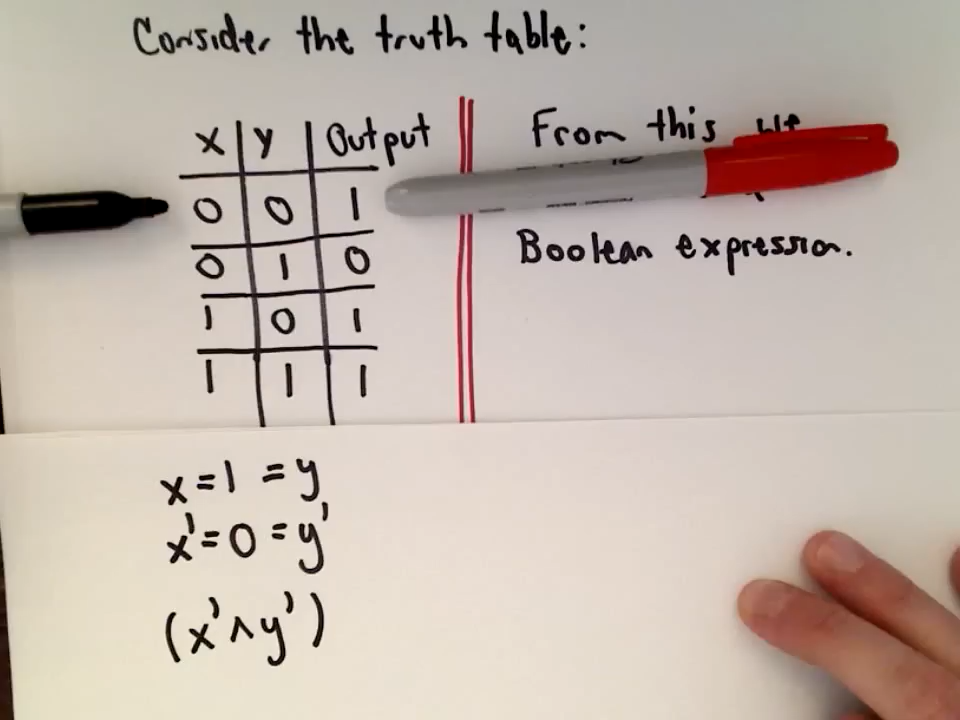 Consider the truth table:
x y Output
0 0 1
0 1 0
1 0 1
1 1 1
From this we
Boolean expression.
x=1 =y
x'=0 =y'
(x'∧y')